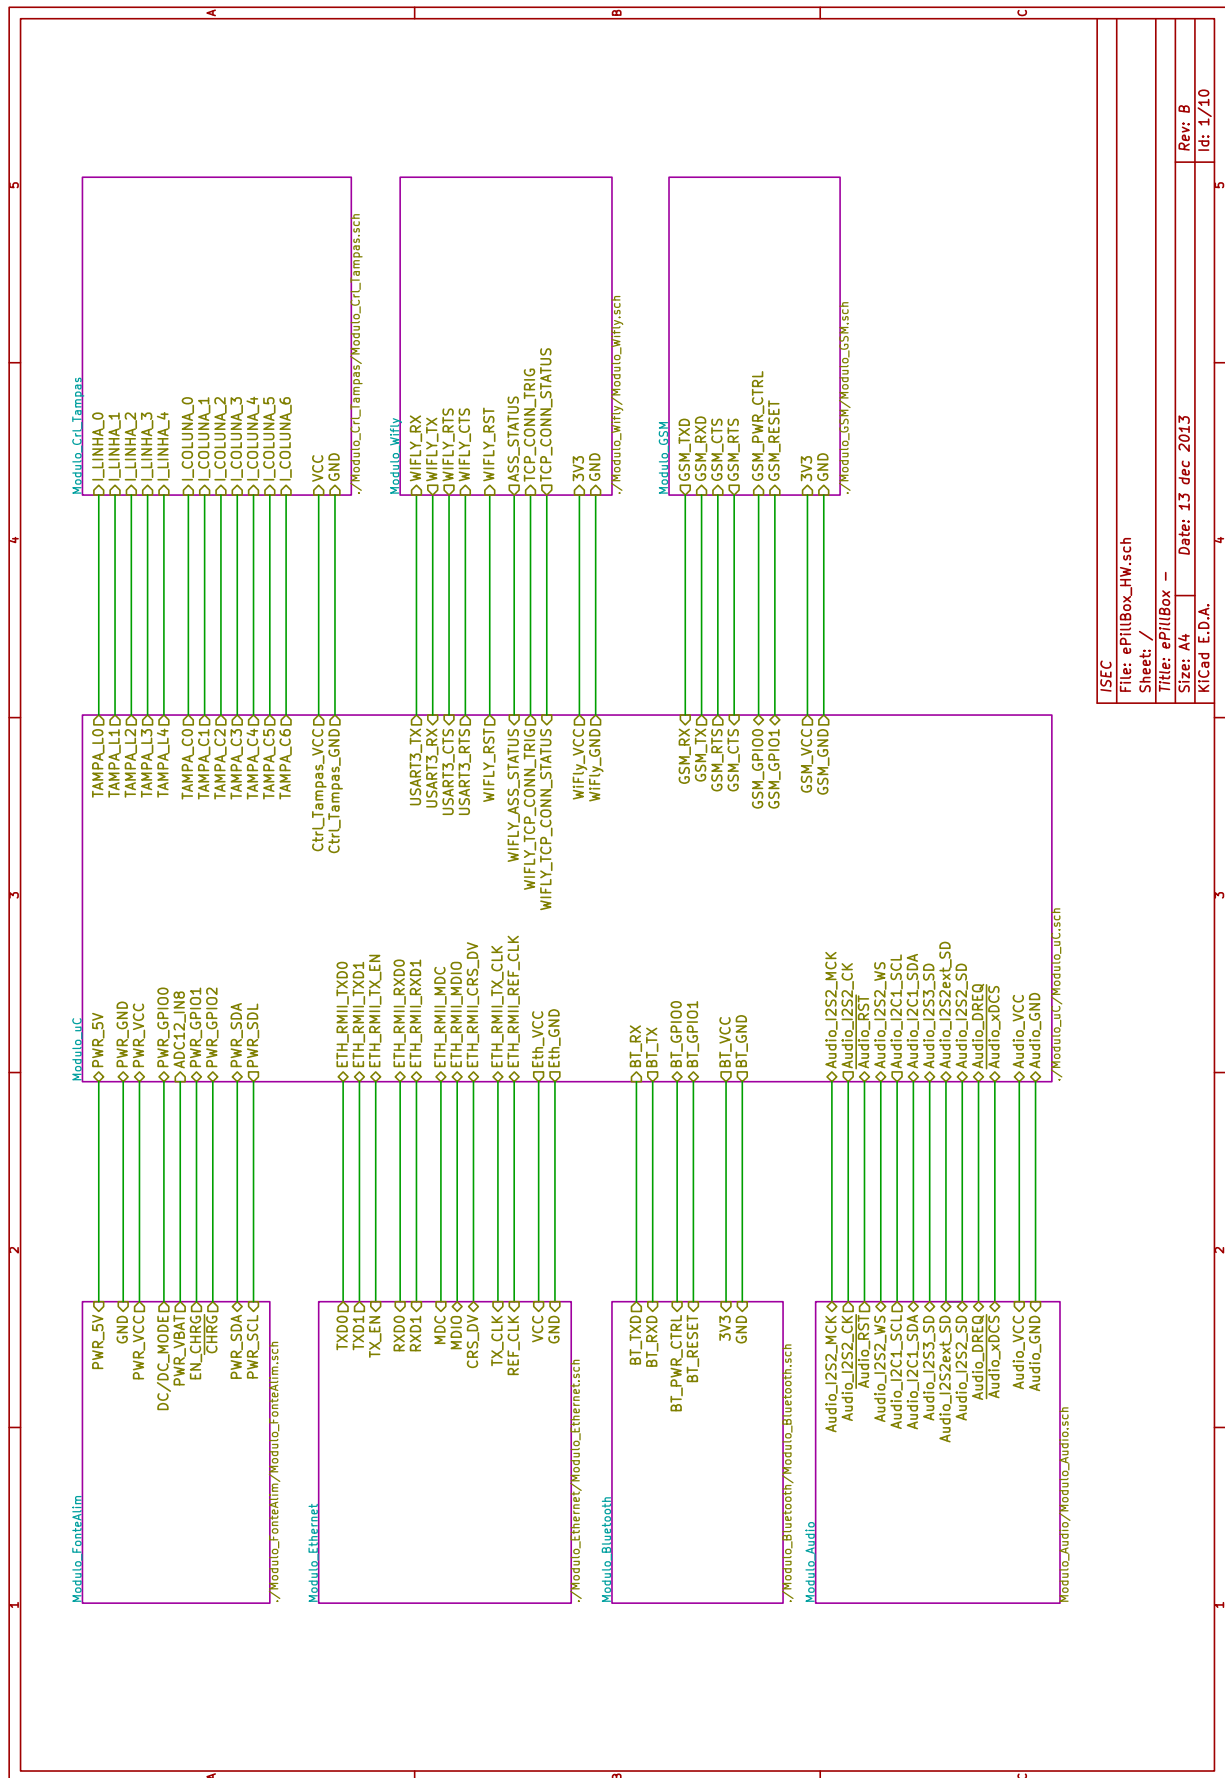 1
2
3
4
5
A
B
C
Modulo_FonteAlim
PWR_5V
GND
PWR_VCC
DC/DC_MODE
PWR_VBAT
EN_CHRG
CHRG
PWR_SDA
PWR_SCL
./Modulo_FonteAlim/Modulo_FonteAlim.sch
Modulo_Ethernet
TXD0
TXD1
TX_EN
RXD0
RXD1
MDC
MDIO
CRS_DV
TX_CLK
REF_CLK
VCC
GND
./Modulo_Ethernet/Modulo_Ethernet.sch
Modulo_Bluetooth
BT_TXD
BT_RXD
BT_PWR_CTRL
BT_RESET
3V3
GND
./Modulo_Bluetooth/Modulo_Bluetooth.sch
Modulo_Audio
Audio_I2S2_MCK
Audio_I2S2_CK
Audio_RST
Audio_I2S2_WS
Audio_I2C1_SCL
Audio_I2C1_SDA
Audio_I2S3_SD
Audio_I2S2ext_SD
Audio_I2S2_SD
Audio_DREQ
Audio_xDCS
Audio_VCC
Audio_GND
Modulo_Audio/Modulo_Audio.sch
Modulo_uC
PWR_5V
PWR_GND
PWR_VCC
PWR_GPIO0
ADC12_IN8
PWR_GPIO1
PWR_GPIO2
PWR_SDA
PWR_SDL
ETH_RMII_TXD0
ETH_RMII_TXD1
ETH_RMII_TX_EN
ETH_RMII_RXD0
ETH_RMII_RXD1
ETH_RMII_MDC
ETH_RMII_MDIO
ETH_RMII_CRS_DV
ETH_RMII_TX_CLK
ETH_RMII_REF_CLK
Eth_VCC
Eth_GND
BT_RX
BT_TX
BT_GPIO0
BT_GPIO1
BT_VCC
BT_GND
Audio_I2S2_MCK
Audio_I2S2_CK
Audio_RST
Audio_I2S2_WS
Audio_I2C1_SCL
Audio_I2C1_SDA
Audio_I2S3_SD
Audio_I2S2ext_SD
Audio_I2S2_SD
Audio_DREQ
Audio_xDCS
Audio_VCC
Audio_GND
TAMPA_L0
TAMPA_L1
TAMPA_L2
TAMPA_L3
TAMPA_L4
TAMPA_C0
TAMPA_C1
TAMPA_C2
TAMPA_C3
TAMPA_C4
TAMPA_C5
TAMPA_C6
Ctrl_Tampas_VCC
Ctrl_Tampas_GND
USART3_TX
USART3_RX
USART3_CTS
USART3_RTS
WIFLY_RST
WIFLY_ASS_STATUS
WIFLY_TCP_CONN_TRIG
WIFLY_TCP_CONN_STATUS
WiFly_VCC
WiFly_GND
GSM_RX
GSM_TX
GSM_RTS
GSM_CTS
GSM_GPIO0
GSM_GPIO1
GSM_VCC
GSM_GND
./Modulo_uC/Modulo_uC.sch
Modulo_Crl_Tampas
I_LINHA_0
I_LINHA_1
I_LINHA_2
I_LINHA_3
I_LINHA_4
I_COLUNA_0
I_COLUNA_1
I_COLUNA_2
I_COLUNA_3
I_COLUNA_4
I_COLUNA_5
I_COLUNA_6
VCC
GND
./Modulo_Crl_Tampas/Modulo_Crl_Tampas.sch
Modulo_Wifly
WIFLY_RX
WIFLY_TX
WIFLY_RTS
WIFLY_CTS
WIFLY_RST
ASS_STATUS
TCP_CONN_TRIG
TCP_CONN_STATUS
3V3
GND
./Modulo_Wifly/Modulo_Wifly.sch
Modulo_GSM
GSM_TXD
GSM_RXD
GSM_CTS
GSM_RTS
GSM_PWR_CTRL
GSM_RESET
3V3
GND
./Modulo_GSM/Modulo_GSM.sch
ISEC
File: ePillBox_HW.sch
Sheet: /
Title: ePillBox -
Size: A4 Date: 13 dec 2013 Rev: B
KiCad E.D.A. Id: 1/10
1
2
3
4
5
A
B
C